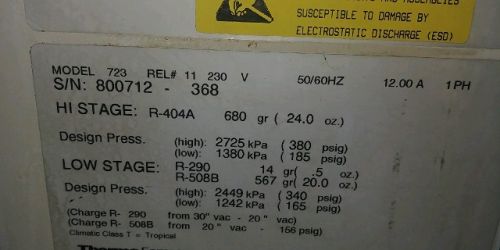 AND ASSEMBLIES
SUSCEPTIBLE TO DAMAGE BY
ELECTROSTATIC DISCHARGE (ESD)
MODEL 723 REL# 11 230 V 50/60HZ 12.00 A 1 PH
S/N: 800712 - 368
HI STAGE: R-404A 680 gr ( 24.0 oz.)
Design Press. (high): 2725 kPa ( 380 psig)
(low): 1380 kPa ( 185 psig)
LOW STAGE: R-290 14 gr( .5 oz)
R-508B 567 gr( 20.0 oz.)
Design Press. (high): 2449 kPa ( 340 psig)
(low): 1242 kPa ( 165 psig)
(Charge R- 290 from 30" vac - 20 " vac)
(Charge R- 508B from 20 " vac - 156 psig)
Climatic Class T = Tropical